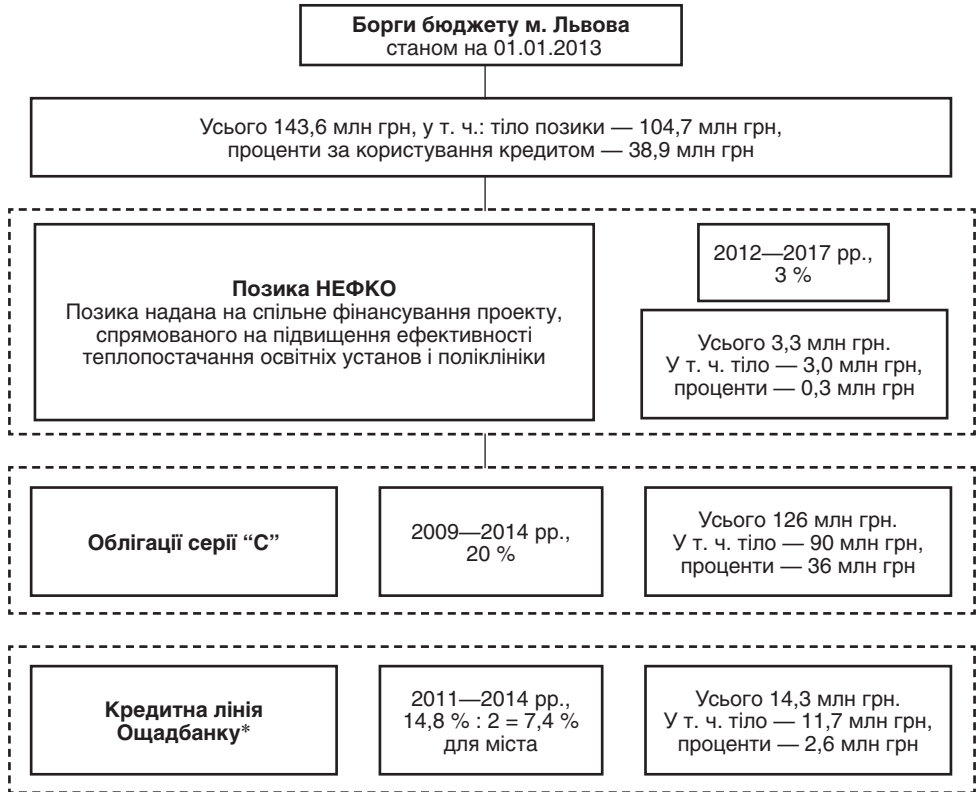 Борги бюджету м. Львова
станом на 01.01.2013
Усього 143,6 млн грн, у т. ч.: тіло позики — 104,7 млн грн,
проценти за користування кредитом — 38,9 млн грн
Позика НЕФКО
Позика надана на спільне фінансування проекту,
спрямованого на підвищення ефективності
теплопостачання освітніх установ і поліклініки
2012—2017 рр.,
3 %
Усього 3,3 млн грн.
У т. ч. тіло — 3,0 млн грн,
проценти — 0,3 млн грн
Облігації серії “С”
2009—2014 рр.,
20 %
Усього 126 млн грн.
У т. ч. тіло — 90 млн грн,
проценти — 36 млн грн
Кредитна лінія
Ощадбанку*
2011—2014 рр.,
14,8 % : 2 = 7,4 %
для міста
Усього 14,3 млн грн.
У т. ч. тіло — 11,7 млн грн,
проценти — 2,6 млн грн